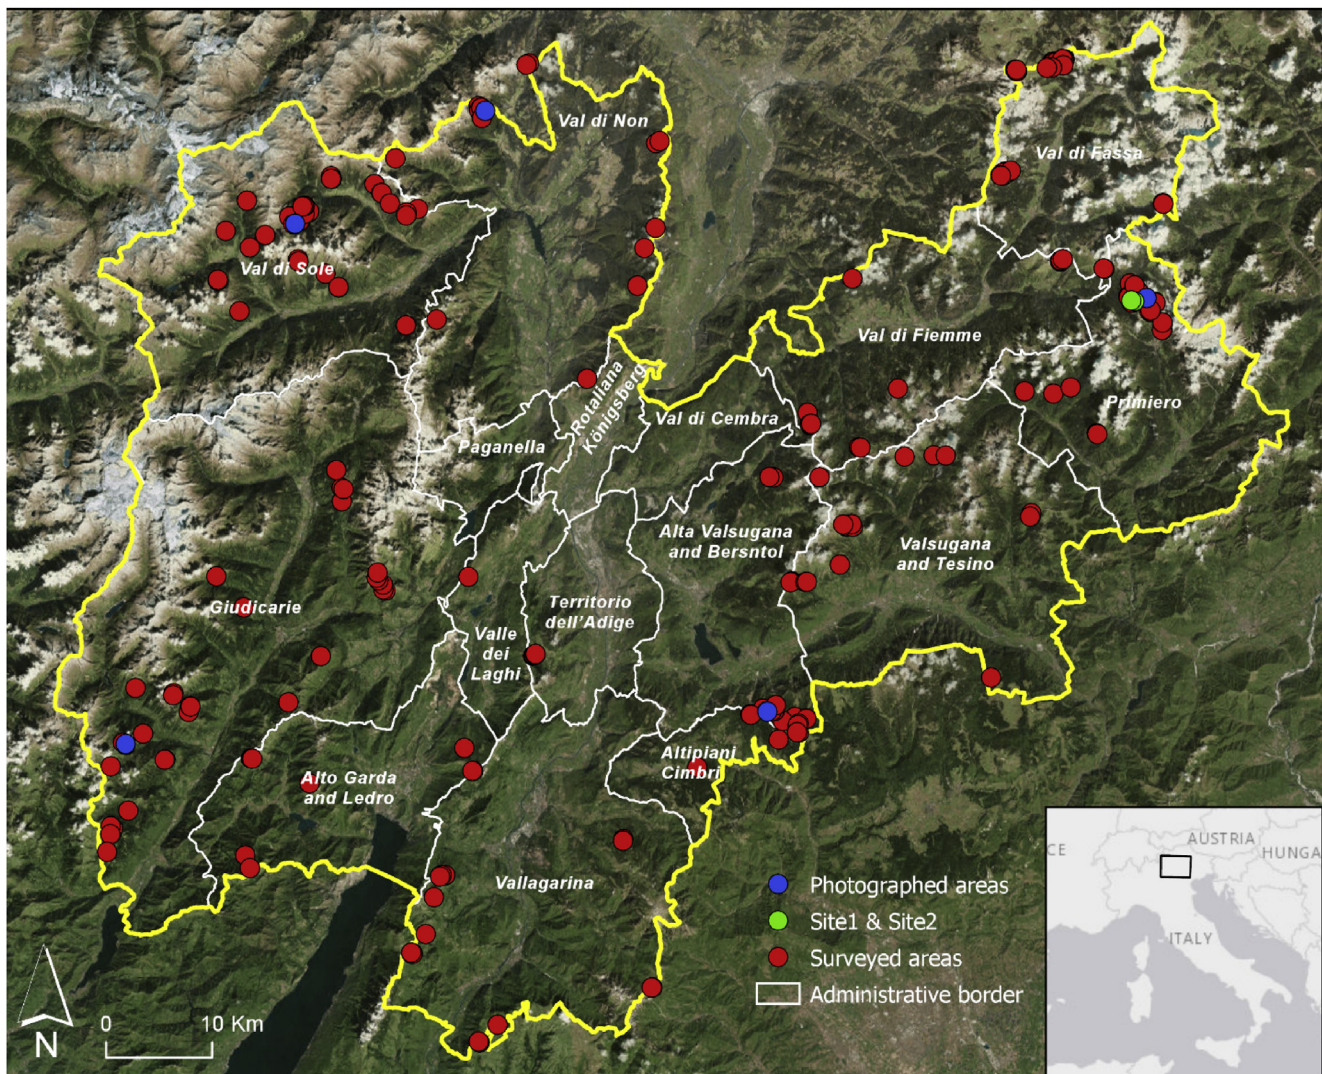 Val di Non
Val di Fassa
Val di Sole
Val di Fiemme
Rotaliana
Königsberg
Primiero
Paganella
Val di Cembra
Alta Valsugana
and Bersntol
Valsugana
and Tesino
Giudicarie
Territorio
dell'Adige
Valle
dei
Laghi
Altipiani
Cimbri
Alto Garda
and Ledro
Vallagarina
Photographed areas
Site1 & Site2
Surveyed areas
Administrative border
0 10 Km
N
CE
AUSTRIA
HUNGA
ITALY